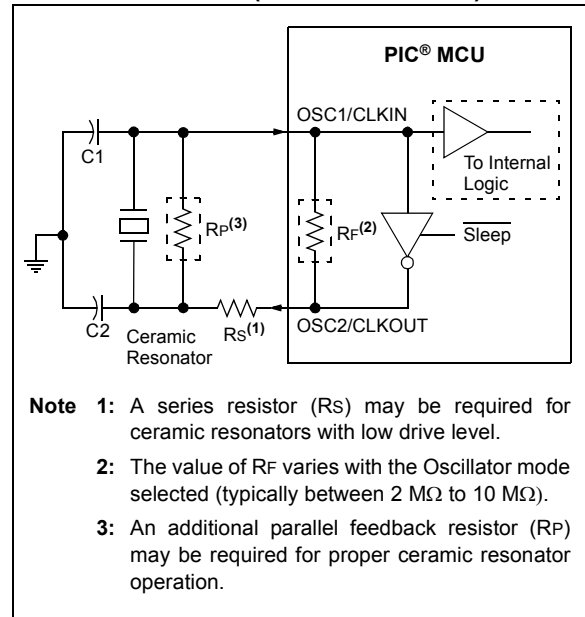 PIC® MCU
OSC1/CLKIN
C1
To Internal
Logic
RP(3)
RF(2)
Sleep
C2
Ceramic
Resonator
RS(1)
OSC2/CLKOUT
Note 1: A series resistor (RS) may be required for
ceramic resonators with low drive level.
2: The value of RF varies with the Oscillator mode
selected (typically between 2 MΩ to 10 MΩ).
3: An additional parallel feedback resistor (RP)
may be required for proper ceramic resonator
operation.